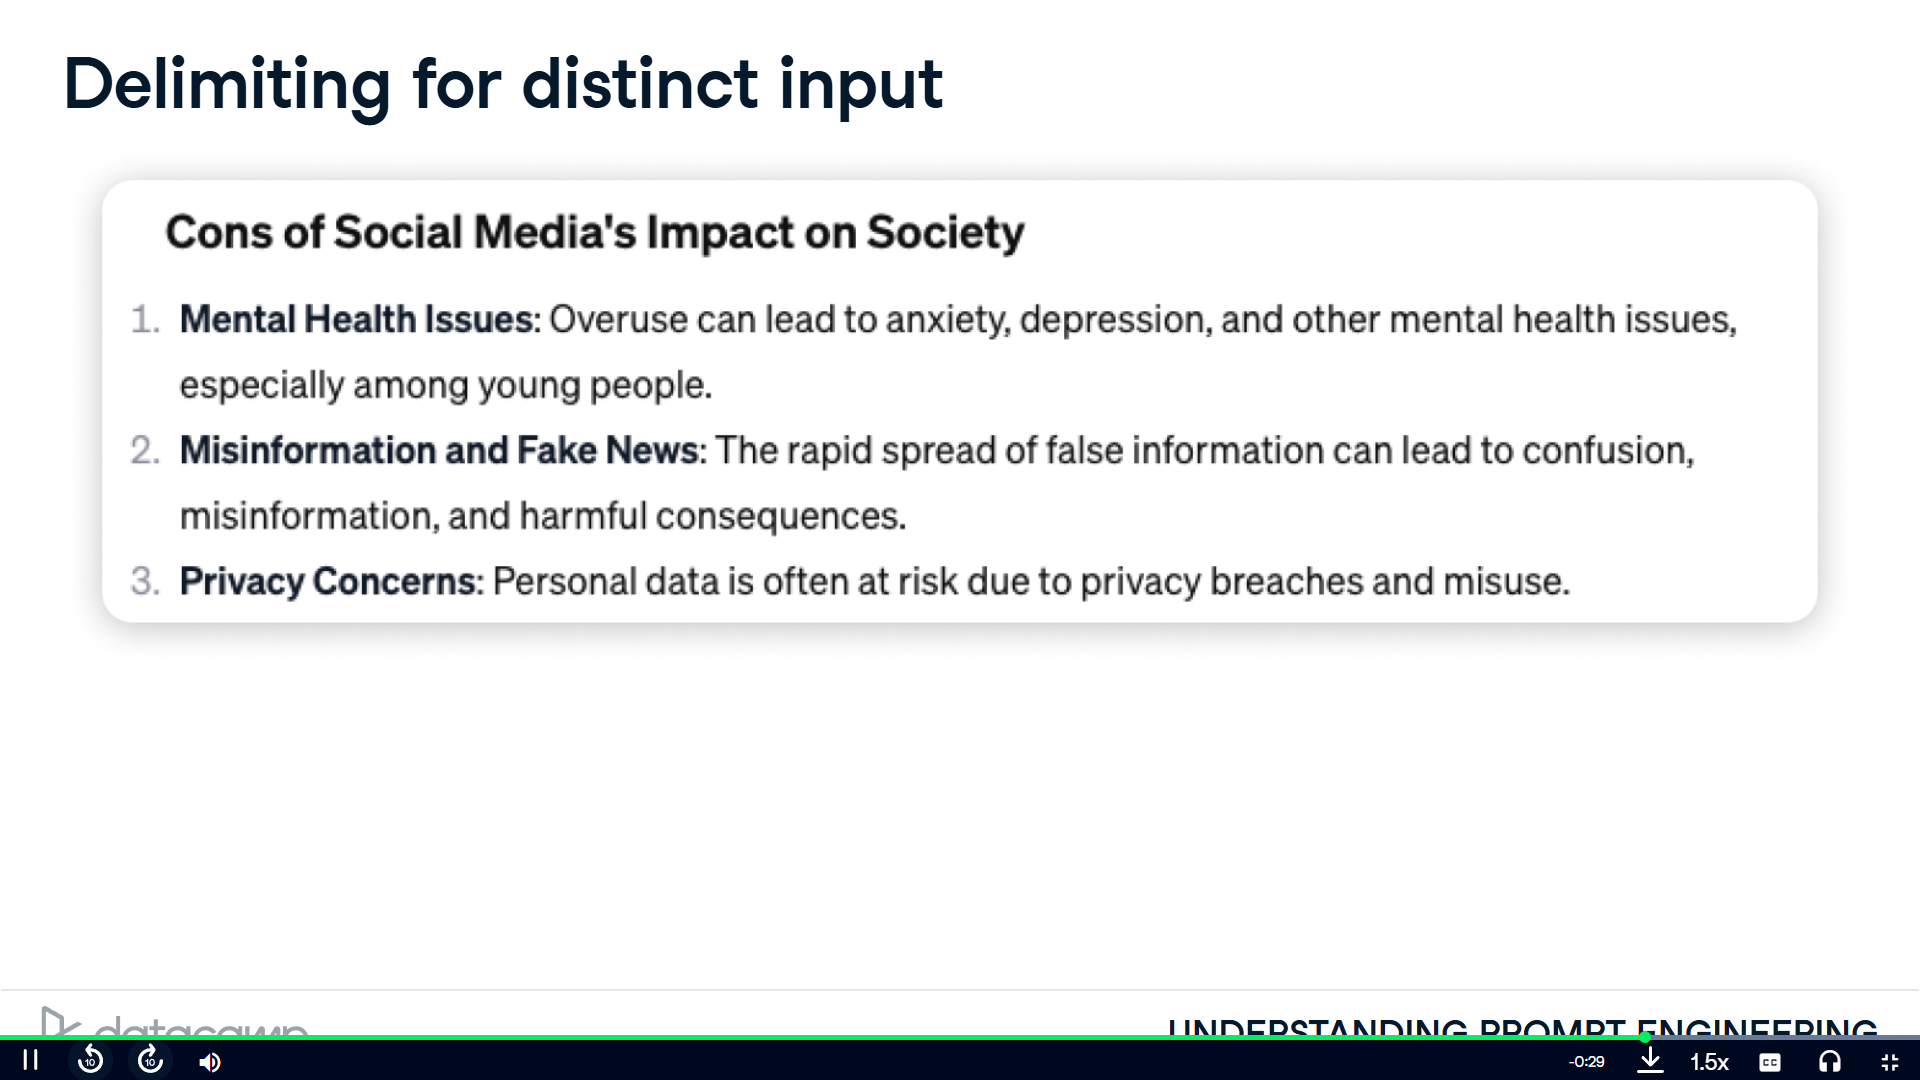 Delimiting for distinct input
Cons of Social Media's Impact on Society
1. Mental Health Issues: Overuse can lead to anxiety, depression, and other mental health issues,
especially among young people.
2. Misinformation and Fake News: The rapid spread of false information can lead to confusion,
misinformation, and harmful consequences.
3. Privacy Concerns: Personal data is often at risk due to privacy breaches and misuse.
datacamp
UNDERSTANDING PROMPT ENGINEERING
10 10 -0:29 1.5x CC